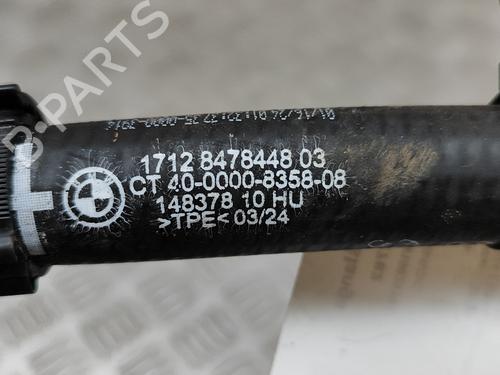 B-PARTS
1712 8478448 03
CT 40-0000-8358-08
148378 10 HU
>TPE< 03/24